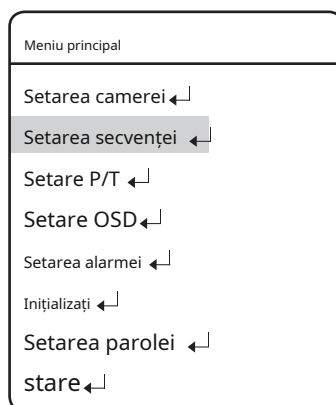 Meniu principal
Setarea camerei
Setarea secvenței
Setare P/T
Setare OSD
Setarea alarmei
Inițializați
Setarea parolei
stare